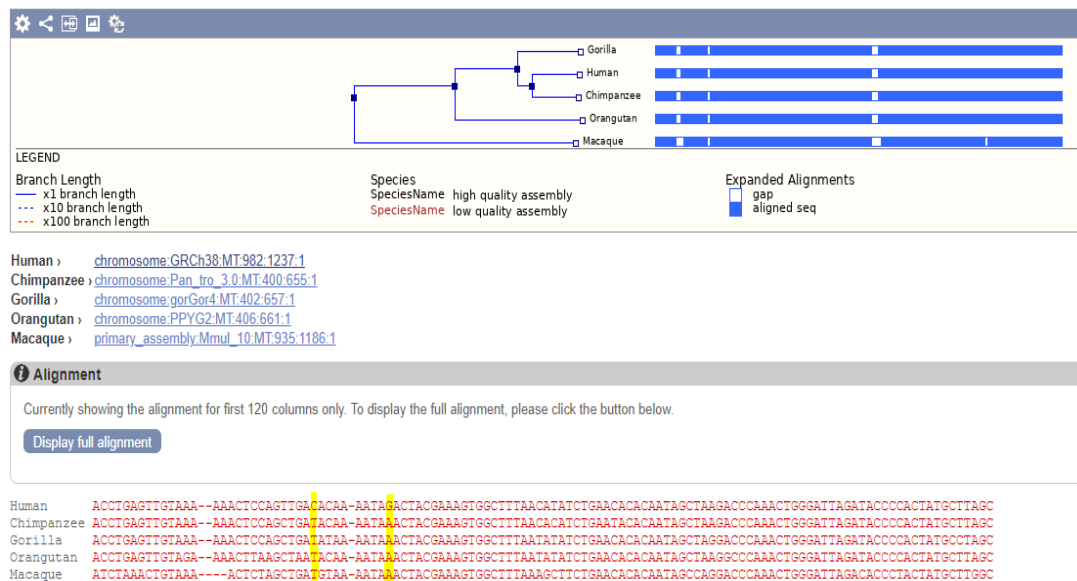 Gorilla
Human
Chimpanzee
Orangutan
Macaque
LEGEND
Branch Length
x1 branch length
x10 branch length
x100 branch length
Species
SpeciesName high quality assembly
SpeciesName low quality assembly
Expanded Alignments
gap
aligned seq
Human › chromosome:GRCh38:MT:982:1237:1
Chimpanzee › chromosome:Pan_tro_3.0:MT:400:655:1
Gorilla › chromosome:gorGor4:MT:402:657:1
Orangutan › chromosome:PPYG2:MT:406:661:1
Macaque › primary_assembly:Mmul_10:MT:935:1186:1
i Alignment
Currently showing the alignment for first 120 columns only. To display the full alignment, please click the button below.
Display full alignment
Human ACCTGAGTTGTAAA--AAACTCCAGTTGACACAA-AATAGACTACGAAAGTGGCTTTAACATATCTGAACACACAATAGCTAAGACCCAAACTGGGATTAGATACCCCACTATGCTTAGC
Chimpanzee ACCTGAGTTGTAAA--AAACTCCAGCTGATACAA-AATAAACTACGAAAGTGGCTTTAACACATCTGAATACACAATAGCTAAGACCCAAACTGGGATTAGATACCCCACTATGCTTAGC
Gorilla ACCTGAGTTGTAAA--AAACTCCAGCTGATATAA-AATAAACTACGAAAGTGGCTTTAATATATCTGAACACACAATAGCTAGGACCCAAACTGGGATTAGATACCCCACTATGCCTAGC
Orangutan ACCTGAGTTGTAGA--AAACTTAAGCTAATACAA-AATAAACTACGAAAGTGGCTTTAATATATCTGAACACACAATAGCTAAGGCCCAAACTGGGATTAGATACCCCACTATGCTTAGC
Macaque ATCTAAACTGTAAA----ACTCTAGCTGATGTAA-AATAAACTACGAAAGTGGCTTTAAAGCTTCTGAACACACAATAGCCAGGACCCAAACTGGGATTAGACACCCTACTATGCTTGGC